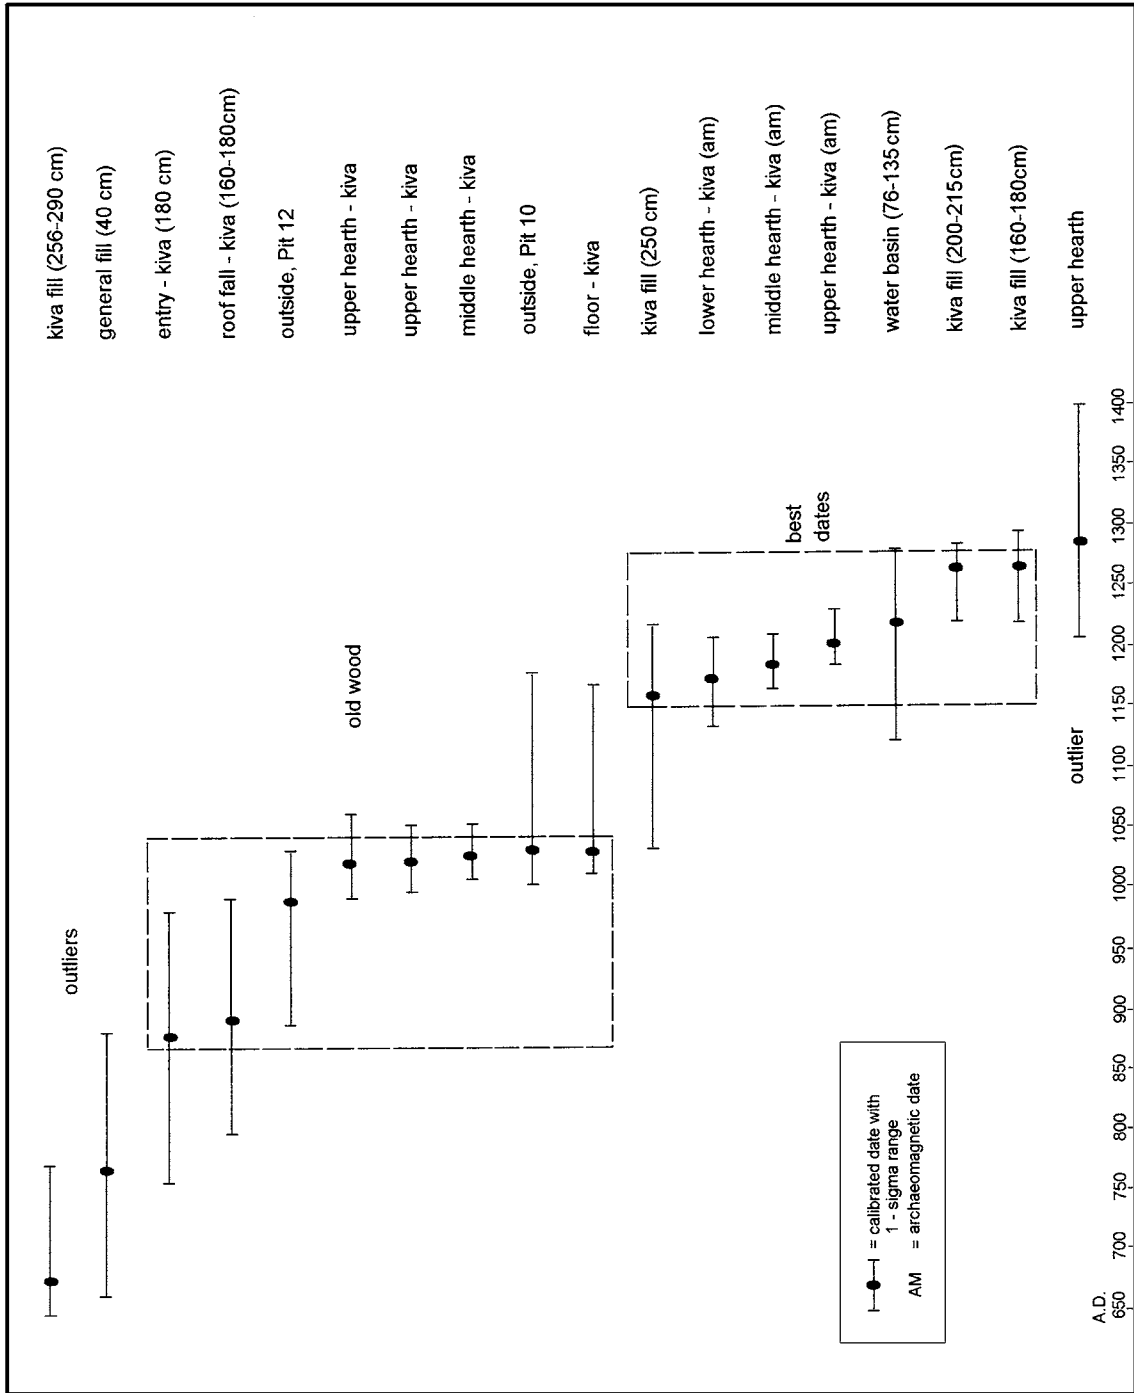 kiva fill (256-290 cm)
general fill (40 cm)
entry - kiva (180 cm)
roof fall - kiva (160-180cm)
outside, Pit 12
upper hearth - kiva
upper hearth - kiva
middle hearth - kiva
outside, Pit 10
floor - kiva
kiva fill (250 cm)
lower hearth - kiva (am)
middle hearth - kiva (am)
upper hearth - kiva (am)
water basin (76-135cm)
kiva fill (200-215cm)
kiva fill (160-180cm)
upper hearth
outliers
old wood
best
dates
outlier
= calibrated date with
1 - sigma range
AM = archaeomagnetic date
A.D.
650 700 750 800 850 900 950 1000 1050 1100 1150 1200 1250 1300 1350 1400